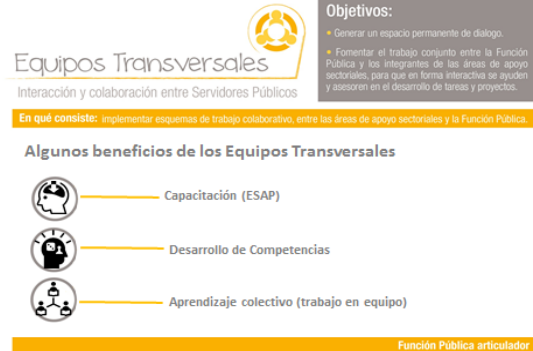 Equipos Transversales
Interacción y colaboración entre Servidores Públicos
Objetivos:
• Generar un espacio permanente de dialogo.
• Fomentar el trabajo conjunto entre la Función
Pública y los integrantes de las áreas de apoyo
sectoriales, para que en forma interactiva se ayuden
y asesoren en el desarrollo de tareas y proyectos.
En qué consiste: implementar esquemas de trabajo colaborativo, entre las áreas de apoyo sectoriales y la Función Pública.
Algunos beneficios de los Equipos Transversales
Capacitación (ESAP)
Desarrollo de Competencias
Aprendizaje colectivo (trabajo en equipo)
Función Pública articulador